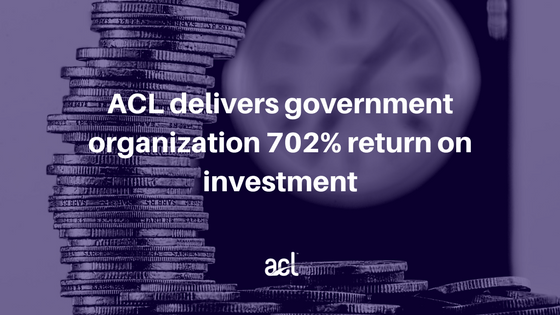 ACL delivers government
organization 702% return on
investment
acl